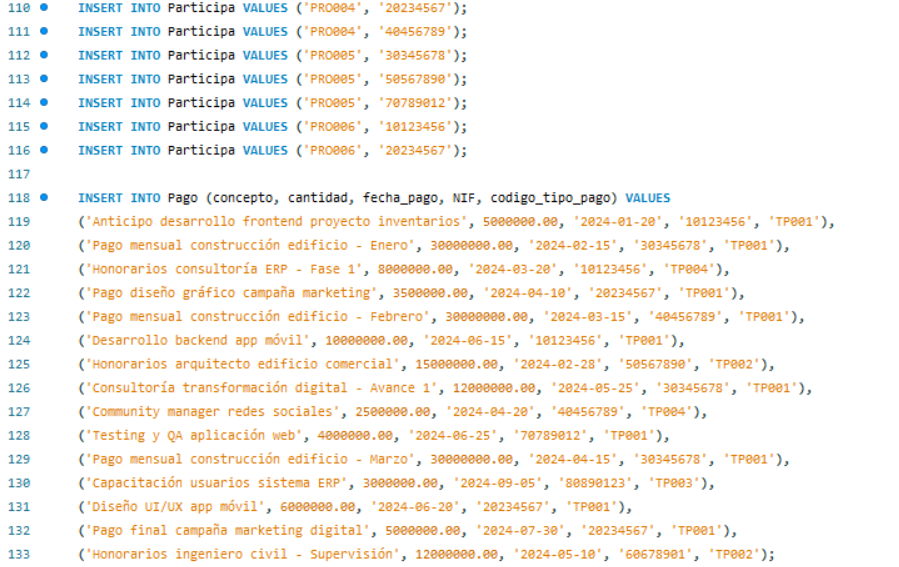 110 INSERT INTO Participa VALUES ('PRO004', '20234567');
111 INSERT INTO Participa VALUES ('PRO004', '40456789');
112 INSERT INTO Participa VALUES ('PRO005', '30345678');
113 INSERT INTO Participa VALUES ('PRO005', '50567890');
114 INSERT INTO Participa VALUES ('PRO005', '70789012');
115 INSERT INTO Participa VALUES ('PRO006', '10123456');
116 INSERT INTO Participa VALUES ('PRO006', '20234567');
117
118 INSERT INTO Pago (concepto, cantidad, fecha_pago, NIF, codigo_tipo_pago) VALUES
119 ('Anticipo desarrollo frontend proyecto inventarios', 5000000.00, '2024-01-20', '10123456', 'TP001'),
120 ('Pago mensual construcción edificio - Enero', 30000000.00, '2024-02-15', '30345678', 'TP001'),
121 ('Honorarios consultoría ERP - Fase 1', 8000000.00, '2024-03-20', '10123456', 'TP004'),
122 ('Pago diseño gráfico campaña marketing', 3500000.00, '2024-04-10', '20234567', 'TP001'),
123 ('Pago mensual construcción edificio - Febrero', 30000000.00, '2024-03-15', '40456789', 'TP001'),
124 ('Desarrollo backend app móvil', 10000000.00, '2024-06-15', '10123456', 'TP001'),
125 ('Honorarios arquitecto edificio comercial', 15000000.00, '2024-02-28', '50567890', 'TP002'),
126 ('Consultoría transformación digital - Avance 1', 12000000.00, '2024-05-25', '30345678', 'TP001'),
127 ('Community manager redes sociales', 2500000.00, '2024-04-20', '40456789', 'TP004'),
128 ('Testing y QA aplicación web', 4000000.00, '2024-06-25', '70789012', 'TP001'),
129 ('Pago mensual construcción edificio - Marzo', 30000000.00, '2024-04-15', '30345678', 'TP001'),
130 ('Capacitación usuarios sistema ERP', 3000000.00, '2024-09-05', '80890123', 'TP003'),
131 ('Diseño UI/UX app móvil', 6000000.00, '2024-06-20', '20234567', 'TP001'),
132 ('Pago final campaña marketing digital', 5000000.00, '2024-07-30', '20234567', 'TP001'),
133 ('Honorarios ingeniero civil - Supervisión', 12000000.00, '2024-05-10', '60678901', 'TP002');